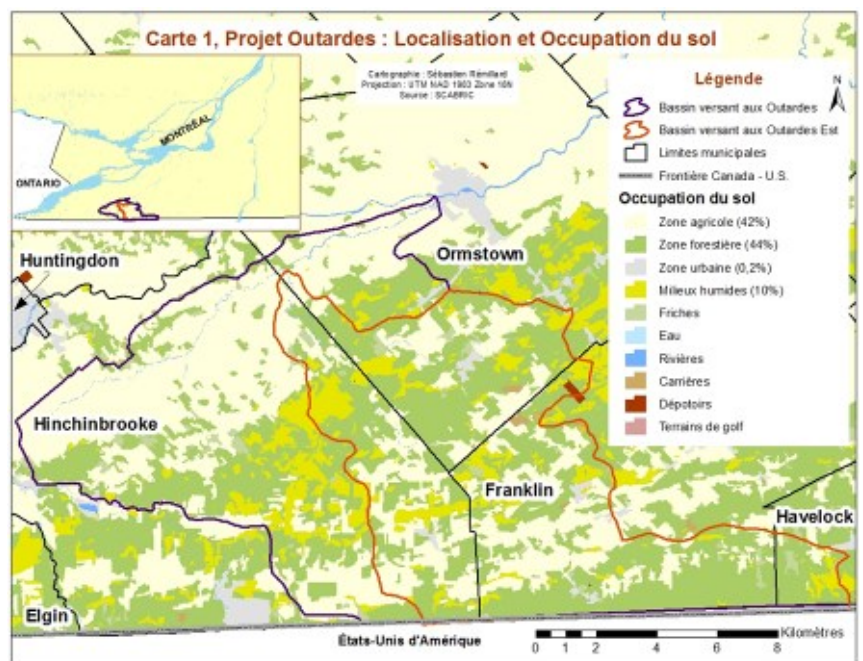 Carte 1, Projet Outardes : Localisation et Occupation du sol
Cartographie : Sébastien Rémillard
Projection : UTM NAD 1983 Zone 18N
Source : SCABRIC
MONTRÉAL
ONTARIO
Légende
N
Bassin versant aux Outardes
Bassin versant aux Outardes Est
Limites municipales
Frontière Canada - U.S.
Occupation du sol
Zone agricole (42%)
Zone forestière (44%)
Zone urbaine (0,2%)
Milieux humides (10%)
Friches
Eau
Rivières
Carrières
Dépotoirs
Terrains de golf
Huntingdon
Ormstown
Hinchinbrooke
Franklin
Havelock
Elgin
États-Unis d'Amérique
Kilomètres
0 1 2 4 6 8